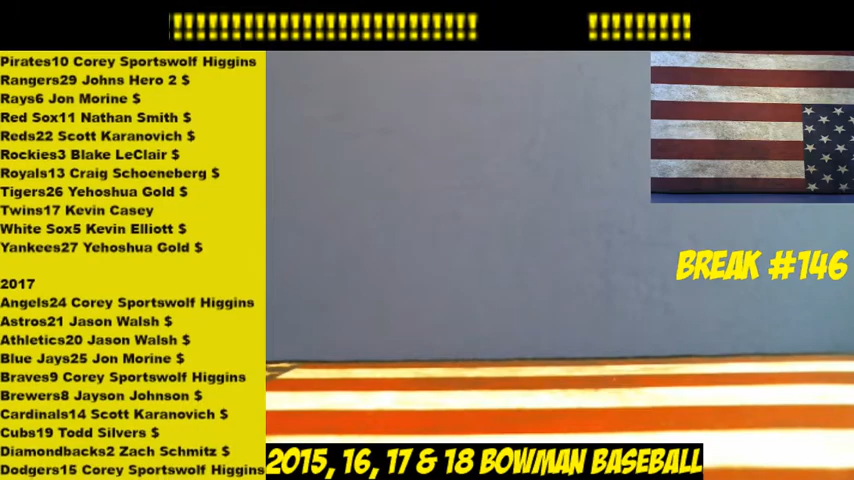 !!!!!!!!!!!!!!!!!!!!!!!!!!!!!! !!!!!!!!!!
Pirates10 Corey Sportswolf Higgins
Rangers29 Johns Hero 2 $
Rays6 Jon Morine $
Red Sox11 Nathan Smith $
Reds22 Scott Karanovich $
Rockies3 Blake LeClair $
Royals13 Craig Schoeneberg $
Tigers26 Yehoshua Gold $
Twins17 Kevin Casey
White Sox5 Kevin Elliott $
Yankees27 Yehoshua Gold $
2017
Angels24 Corey Sportswolf Higgins
Astros21 Jason Walsh $
Athletics20 Jason Walsh $
Blue Jays25 Jon Morine $
Braves9 Corey Sportswolf Higgins
Brewers8 Jayson Johnson $
Cardinals14 Scott Karanovich $
Cubs19 Todd Silvers $
Diamondbacks2 Zach Schmitz $
Dodgers15 Corey Sportswolf Higgins
BREAK #146
2015, 16, 17 & 18 BOWMAN BASEBALL